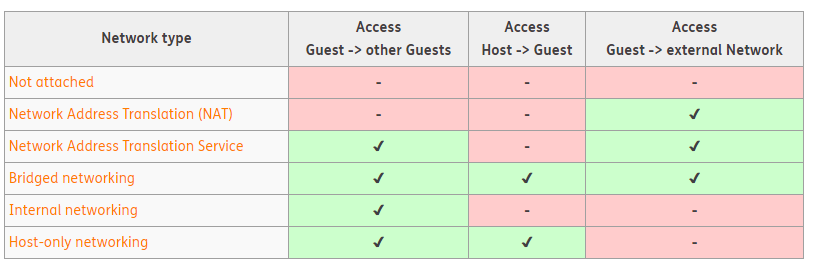 Network type Access Guest -> other Guests Access Host -> Guest Access Guest -> external Network
Not attached - - -
Network Address Translation (NAT) - - ✔
Network Address Translation Service ✔ - ✔
Bridged networking ✔ ✔ ✔
Internal networking ✔ - -
Host-only networking ✔ ✔ -